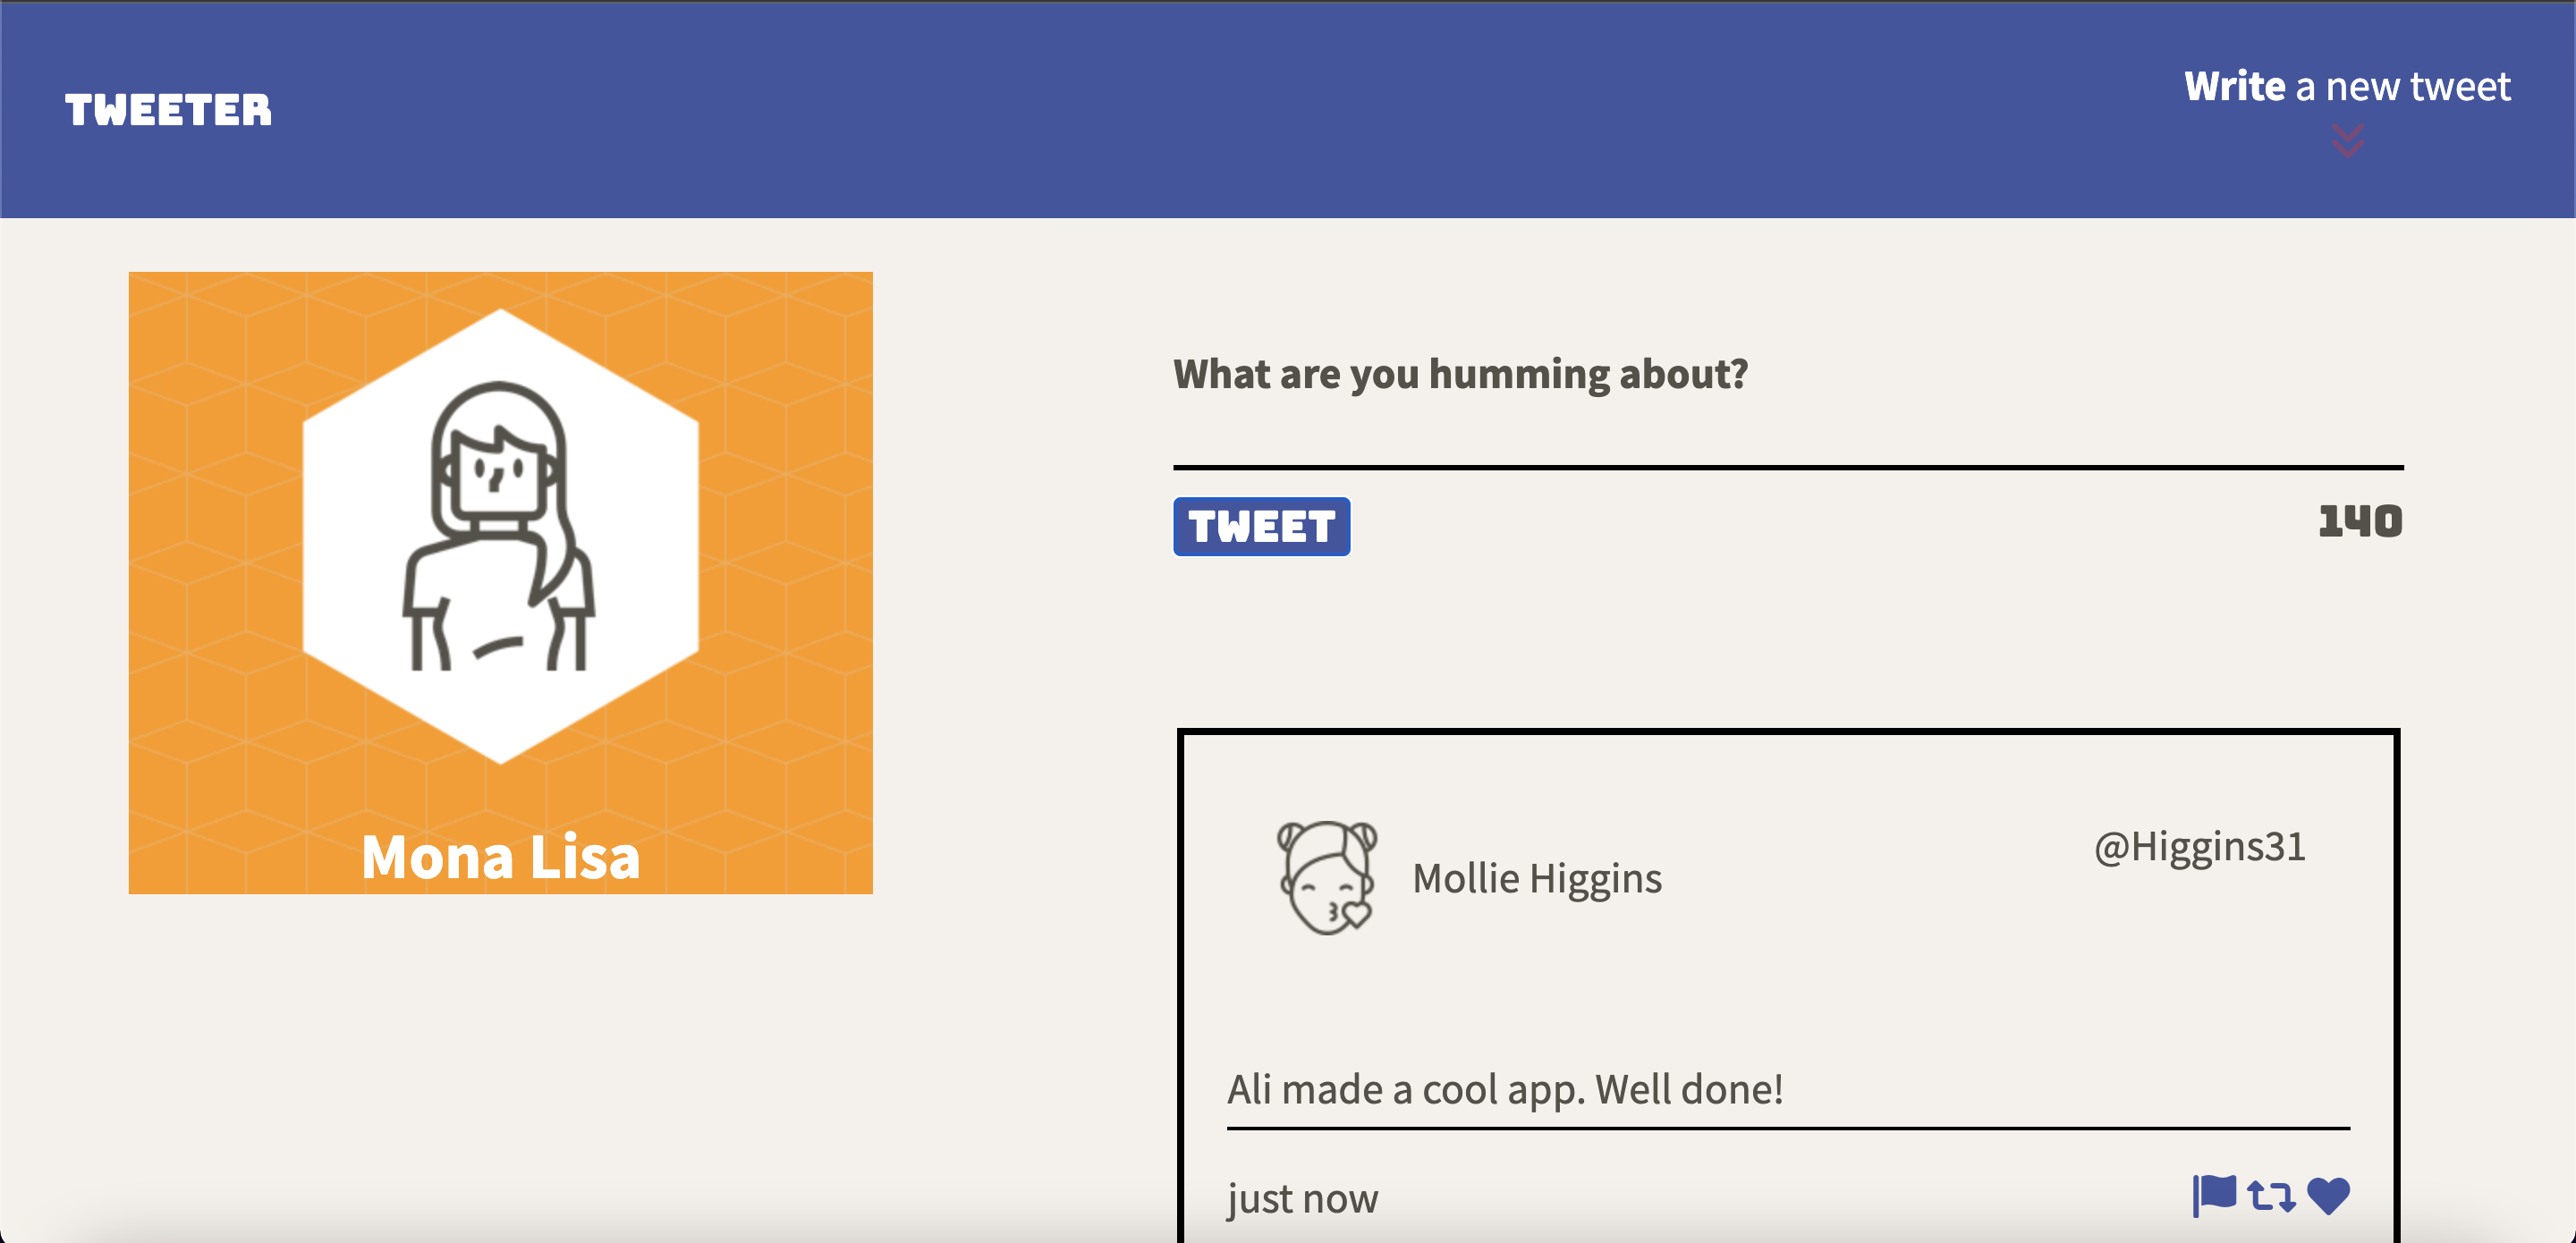 TWEETER
Write a new tweet
Mona Lisa
What are you humming about?
TWEET
140
Mollie Higgins
@Higgins31
Ali made a cool app. Well done!
just now